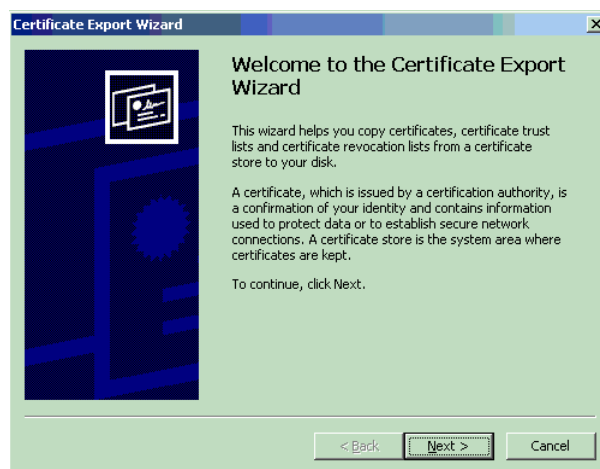 Certificate Export Wizard
Welcome to the Certificate Export
Wizard
This wizard helps you copy certificates, certificate trust
lists and certificate revocation lists from a certificate
store to your disk.
A certificate, which is issued by a certification authority, is
a confirmation of your identity and contains information
used to protect data or to establish secure network
connections. A certificate store is the system area where
certificates are kept.
To continue, click Next.
< Back
Next >
Cancel